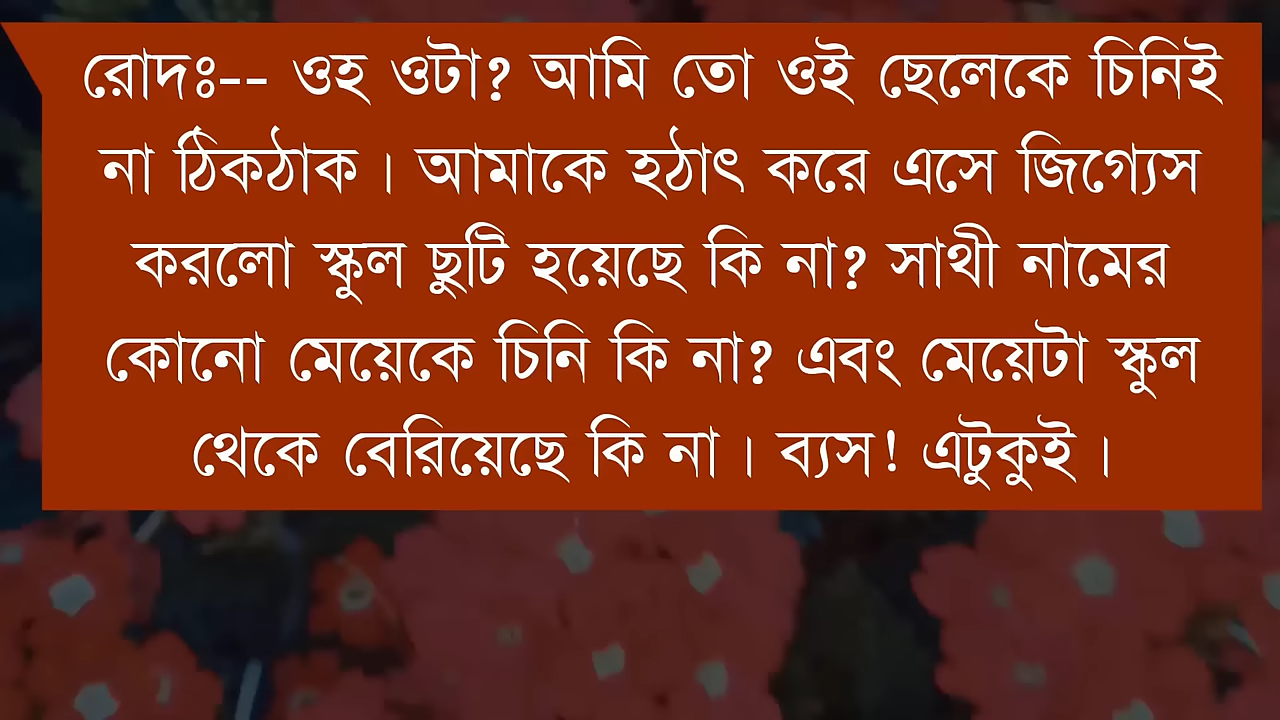 রোদঃ-- ওহ ওটা? আমি তো ওই ছেলেকে চিনিই
না ঠিকঠাক। আমাকে হঠাৎ করে এসে জিগ্যেস
করলো স্কুল ছুটি হয়েছে কি না? সাথী নামের
কোনো মেয়েকে চিনি কি না? এবং মেয়েটা স্কুল
থেকে বেরিয়েছে কি না। ব্যস! এটুকুই।